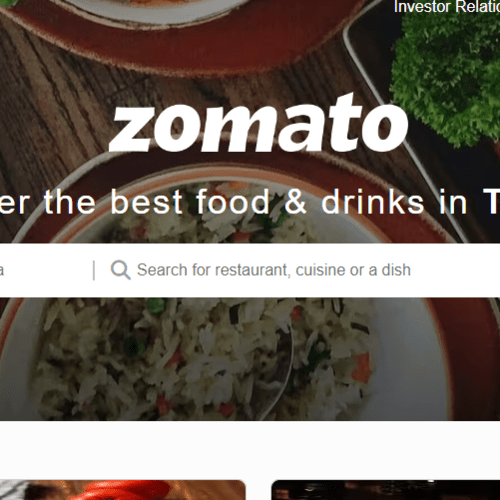 Investor Relatio
zomato
er the best food & drinks in T
a
Search for restaurant, cuisine or a dish